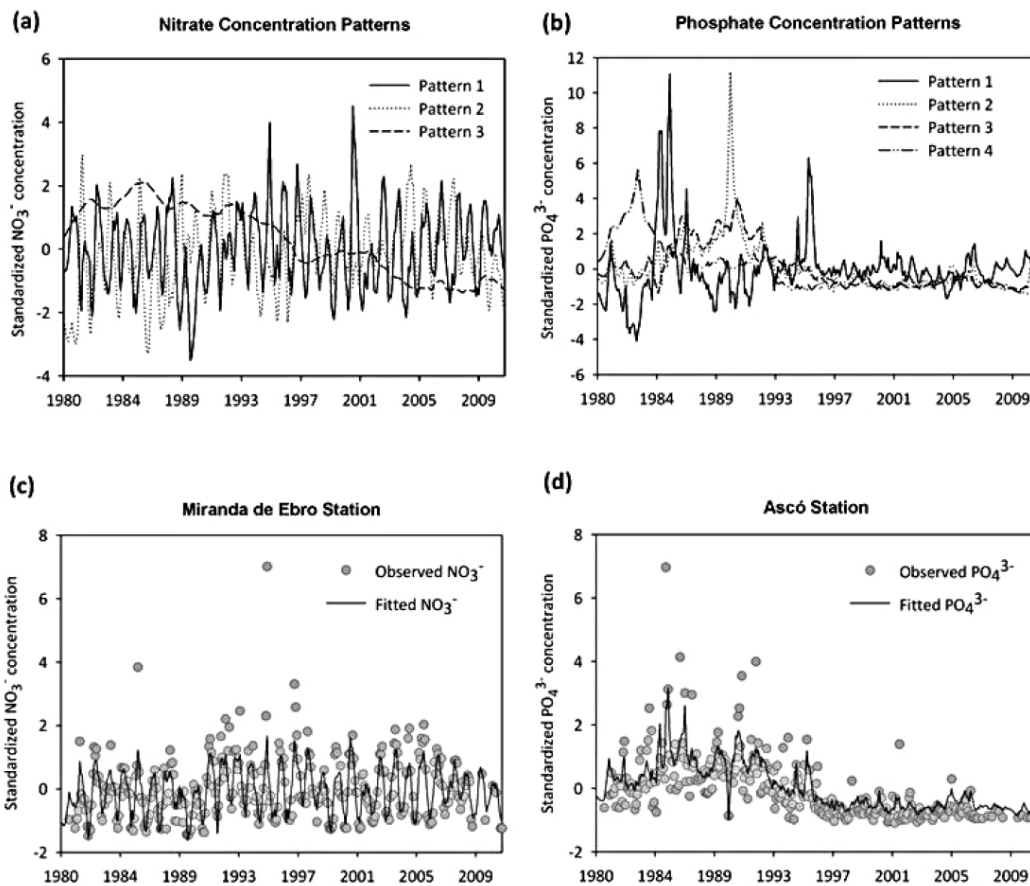 (a)
Nitrate Concentration Patterns
Standardized NO₃⁻ concentration
6
4
2
0
-2
-4
Pattern 1
Pattern 2
Pattern 3
1980 1984 1989 1993 1997 2001 2005 2009
(b)
Phosphate Concentration Patterns
Standardized PO₄³⁻ concentration
12
10
8
6
4
2
0
-2
-4
-6
Pattern 1
Pattern 2
Pattern 3
Pattern 4
1980 1984 1989 1993 1997 2001 2005 2009
(c)
Miranda de Ebro Station
Standardized NO₃⁻ concentration
8
6
4
2
0
-2
Observed NO₃⁻
Fitted NO₃⁻
1980 1984 1989 1993 1997 2001 2005 2009
(d)
Ascó Station
Standardized PO₄³⁻ concentration
8
6
4
2
0
-2
Observed PO₄³⁻
Fitted PO₄³⁻
1980 1984 1989 1993 1997 2001 2005 2009